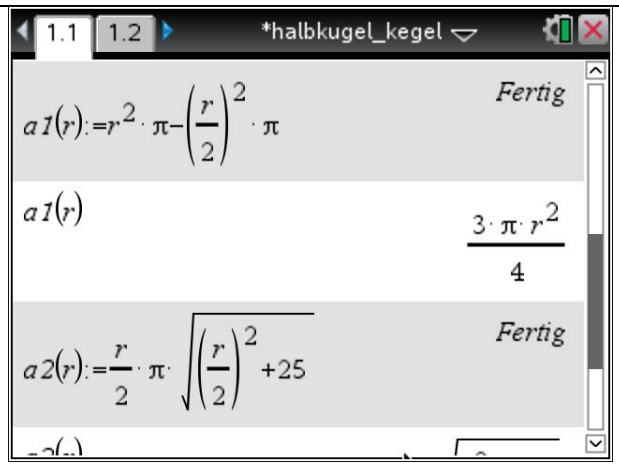 1.1 1.2 *halbkugel_kegel
a1(r):=r²·π−(r/2)²·π Fertig
a1(r) 3·π·r²/4
a2(r):=r/2·π·√((r/2)²+25) Fertig